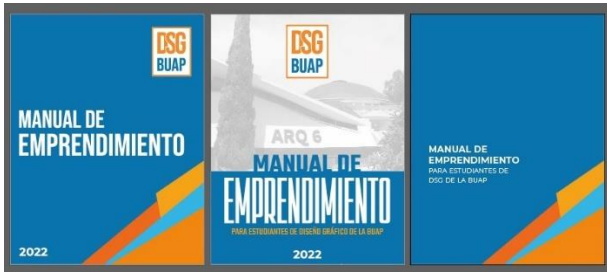 DSG
BUAP
MANUAL DE
EMPRENDIMIENTO
2022
DSG
BUAP
ARQ 6
MANUAL DE
EMPRENDIMIENTO
PARA ESTUDIANTES DE DISEÑO GRÁFICO DE LA BUAP
2022
MANUAL DE
EMPRENDIMIENTO
PARA ESTUDIANTES DE
DSG DE LA BUAP